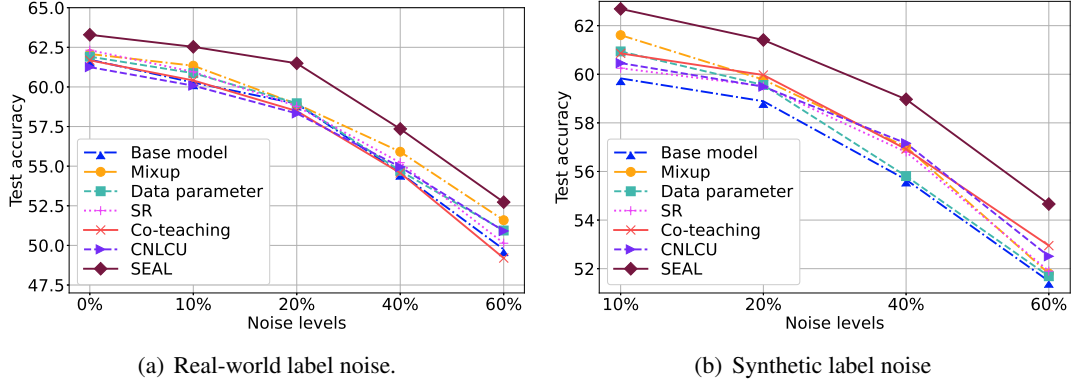 65.0
62.5
60.0
57.5
55.0
52.5
50.0
47.5
Test accuracy
Base model
Mixup
Data parameter
SR
Co-teaching
CNLCU
SEAL
0% 10% 20% 40% 60%
Noise levels
(a) Real-world label noise.
62
60
58
56
54
52
Test accuracy
Base model
Mixup
Data parameter
SR
Co-teaching
CNLCU
SEAL
10% 20% 40% 60%
Noise levels
(b) Synthetic label noise